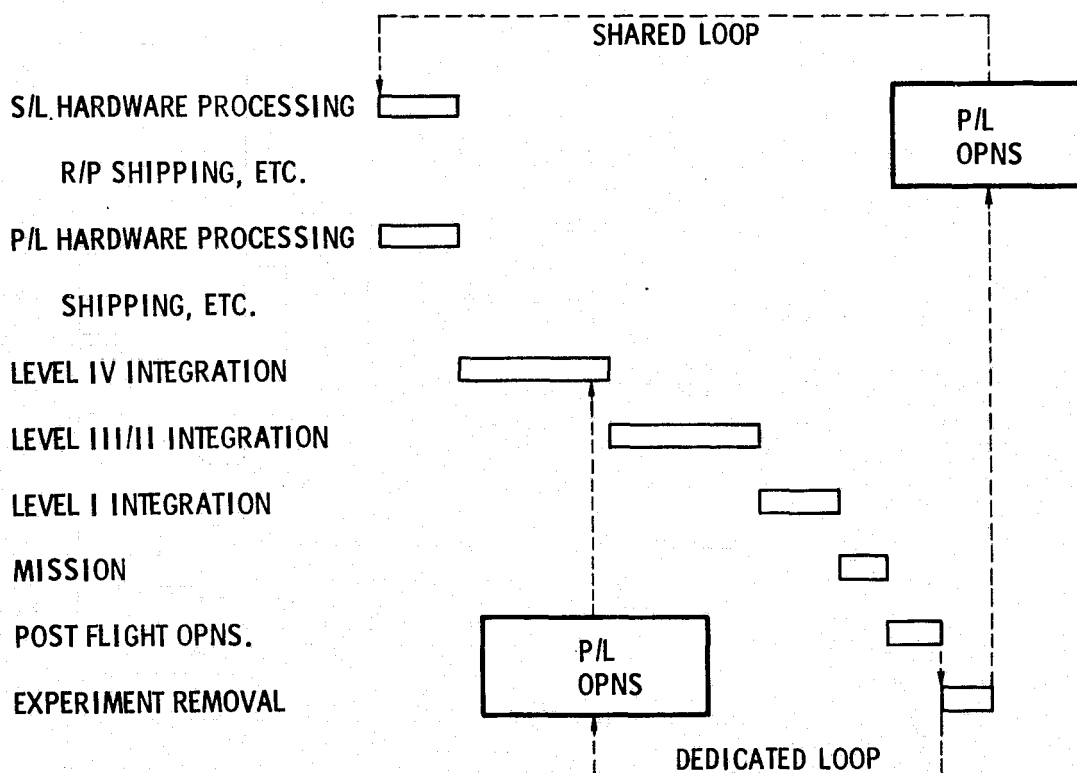 SHARED LOOP
S/L HARDWARE PROCESSING
P/L
OPNS
R/P SHIPPING, ETC.
P/L HARDWARE PROCESSING
SHIPPING, ETC.
LEVEL IV INTEGRATION
LEVEL III/II INTEGRATION
LEVEL I INTEGRATION
MISSION
POST FLIGHT OPNS.
P/L
OPNS
EXPERIMENT REMOVAL
DEDICATED LOOP